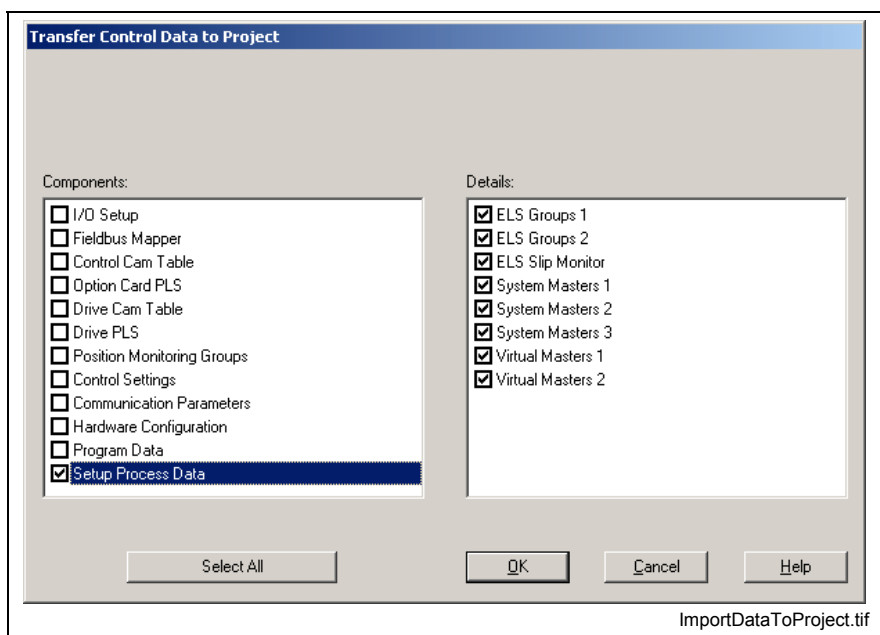 Transfer Control Data to Project
Components:
I/O Setup
Fieldbus Mapper
Control Cam Table
Option Card PLS
Drive Cam Table
Drive PLS
Position Monitoring Groups
Control Settings
Communication Parameters
Hardware Configuration
Program Data
Setup Process Data
Details:
ELS Groups 1
ELS Groups 2
ELS Slip Monitor
System Masters 1
System Masters 2
System Masters 3
Virtual Masters 1
Virtual Masters 2
Select All
OK
Cancel
Help
ImportDataToProject.tif